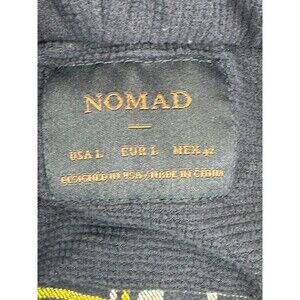 NOMAD
USA L EUR L MEX 42
DESIGNED IN USA / MADE IN CHINA